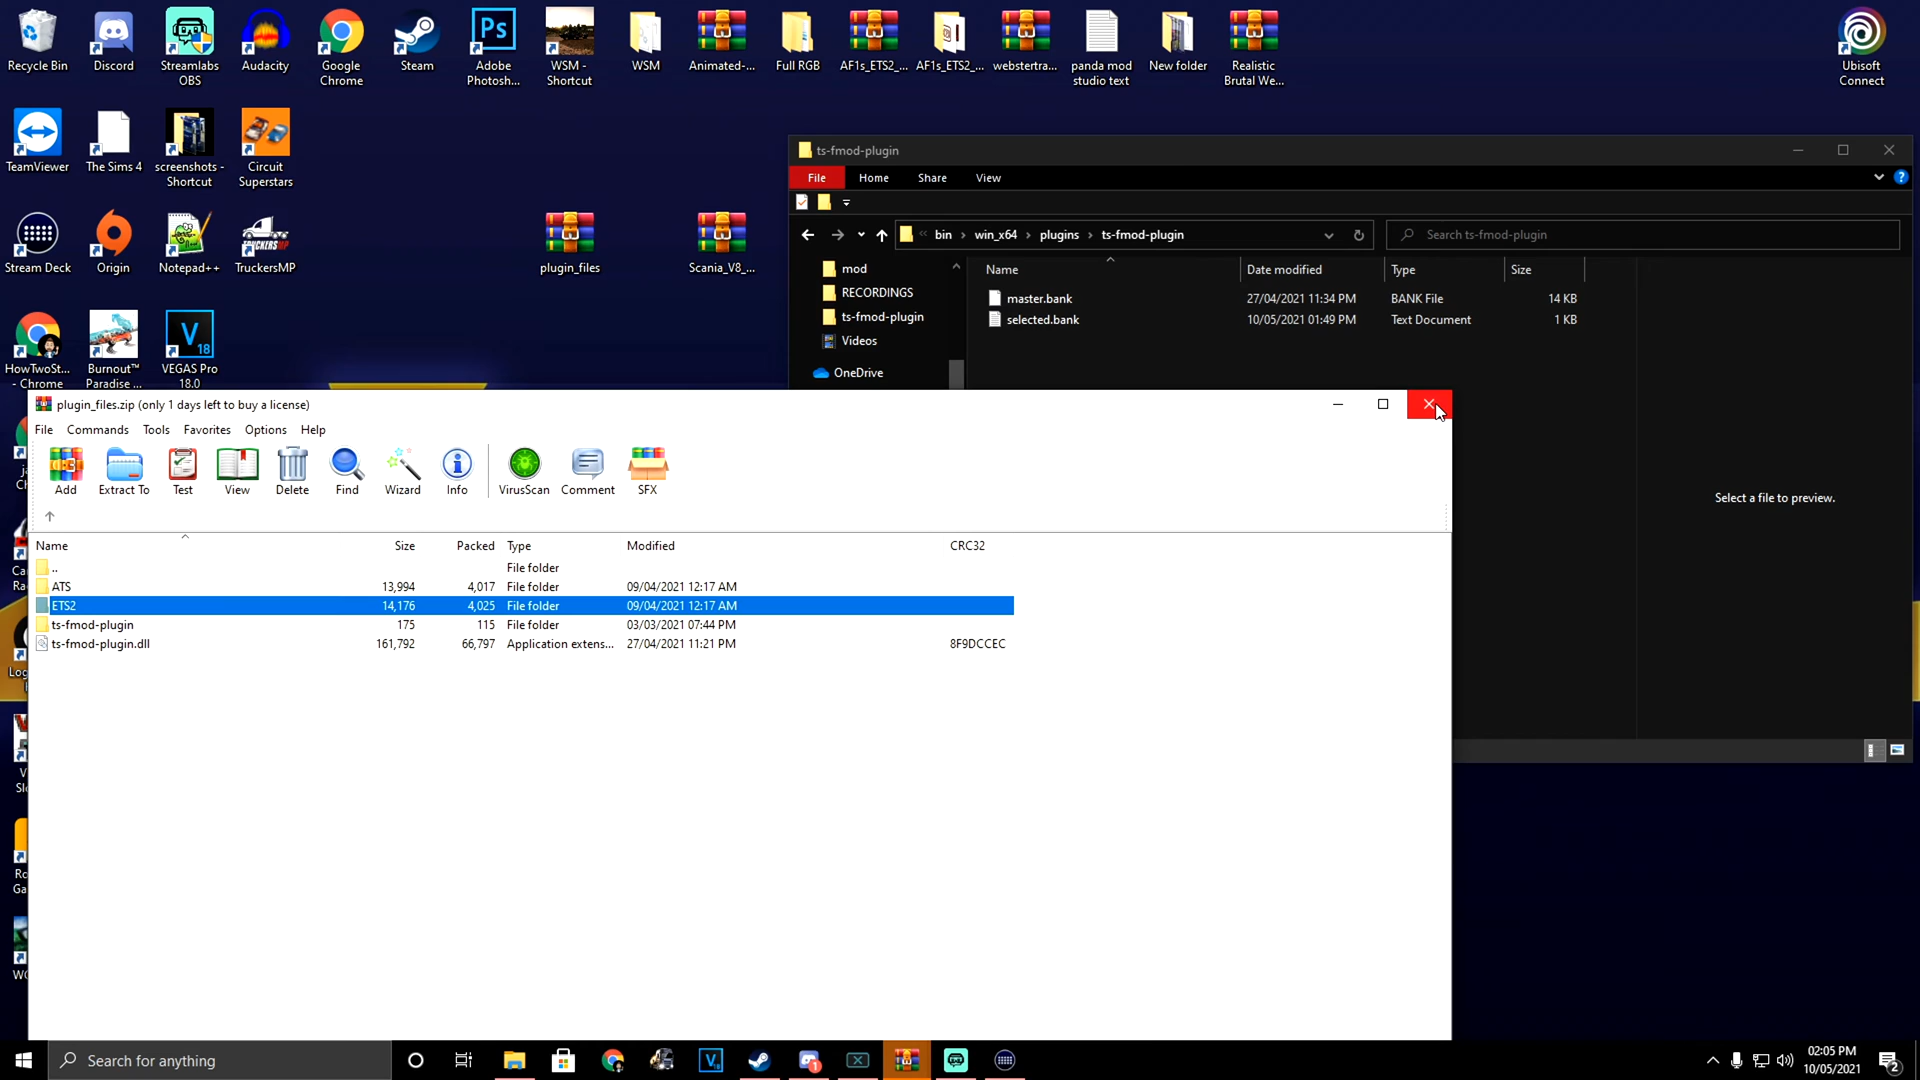 Recycle Bin
Discord
Streamlabs
OBS
Audacity
Google
Chrome
Steam
Adobe
Photosh...
WSM -
Shortcut
WSM
Animated-...
Full RGB
AF1s_ETS2_...
AF1s_ETS2_...
webstertra...
panda mod
studio text
New folder
Realistic
Brutal We...
Ubisoft
Connect
TeamViewer
The Sims 4
screenshots -
Shortcut
Circuit
Superstars
Stream Deck
Origin
Notepad++
TruckersMP
plugin_files
Scania_V8_...
HowTwoSt...
- Chrome
Burnout™
Paradise ...
VEGAS Pro
18.0
ts-fmod-plugin
File
Home
Share
View
bin
win_x64
plugins
ts-fmod-plugin
Search ts-fmod-plugin
mod
RECORDINGS
ts-fmod-plugin
Videos
OneDrive
Name
Date modified
Type
Size
master.bank
27/04/2021 11:34 PM
BANK File
14 KB
selected.bank
10/05/2021 01:49 PM
Text Document
1 KB
Select a file to preview.
plugin_files.zip (only 1 days left to buy a license)
File
Commands
Tools
Favorites
Options
Help
Add
Extract To
Test
View
Delete
Find
Wizard
Info
VirusScan
Comment
SFX
Name
Size
Packed
Type
Modified
CRC32
..
File folder
ATS
13,994
4,017
File folder
09/04/2021 12:17 AM
ETS2
14,176
4,025
File folder
09/04/2021 12:17 AM
ts-fmod-plugin
175
115
File folder
03/03/2021 07:44 PM
ts-fmod-plugin.dll
161,792
66,797
Application extens...
27/04/2021 11:21 PM
8F9DCCEC
Search for anything
02:05 PM
10/05/2021